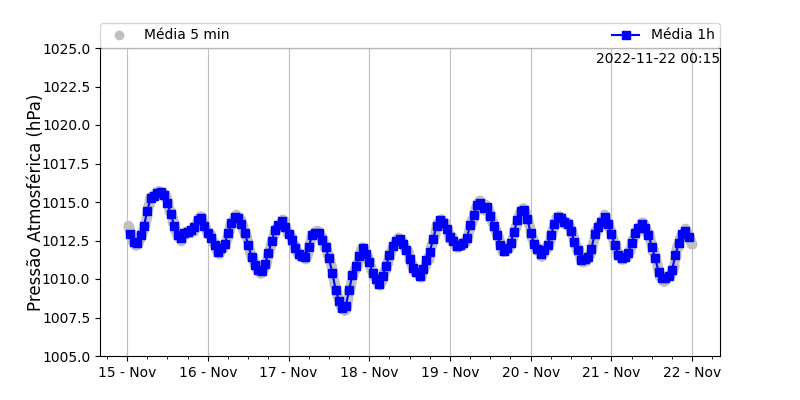 Média 5 min
Média 1h
2022-11-22 00:15
Pressão Atmosférica (hPa)
1025.0
1022.5
1020.0
1017.5
1015.0
1012.5
1010.0
1007.5
1005.0
15 - Nov
16 - Nov
17 - Nov
18 - Nov
19 - Nov
20 - Nov
21 - Nov
22 - Nov